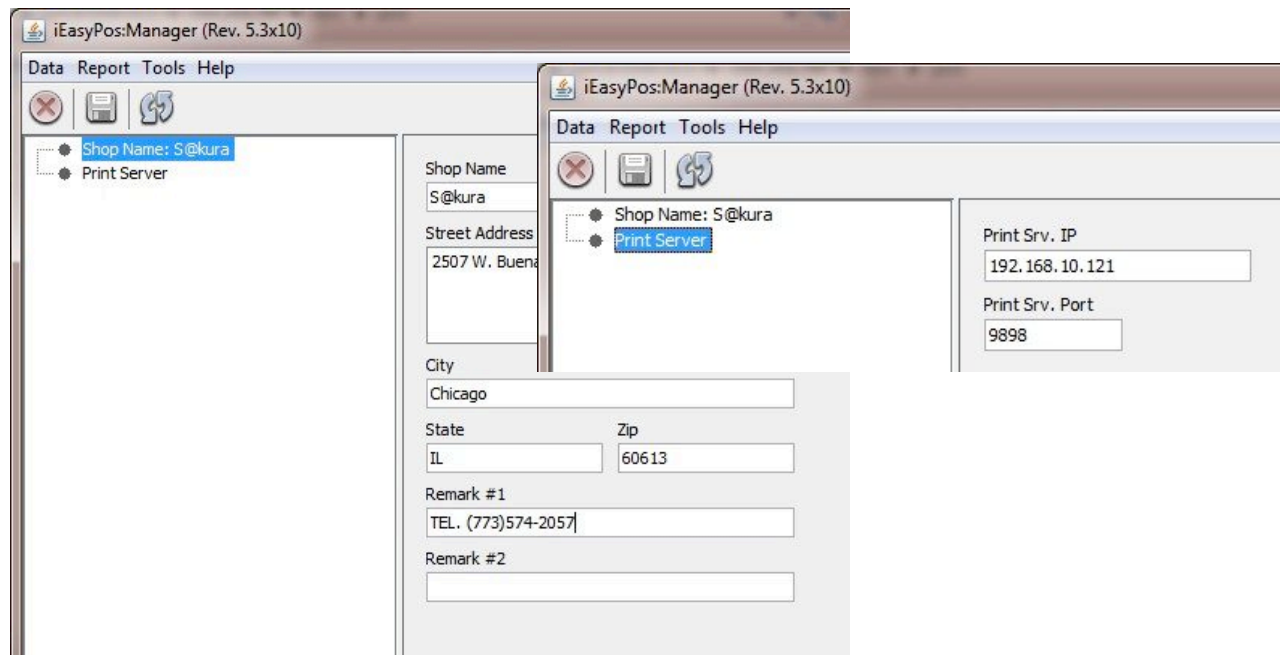 iEasyPos:Manager (Rev. 5.3x10)
Data Report Tools Help
Shop Name: S@kura
Print Server
Shop Name
S@kura
Street Address
2507 W.
City
Chicago
State Zip
IL 60613
Remark #1
TEL. (773)574-2057
Remark #2
iEasyPos:Manager (Rev. 5.3x10)
Data Report Tools Help
Shop Name: S@kura
Print Server
Print Srv. IP
192.168.10.121
Print Srv. Port
9898